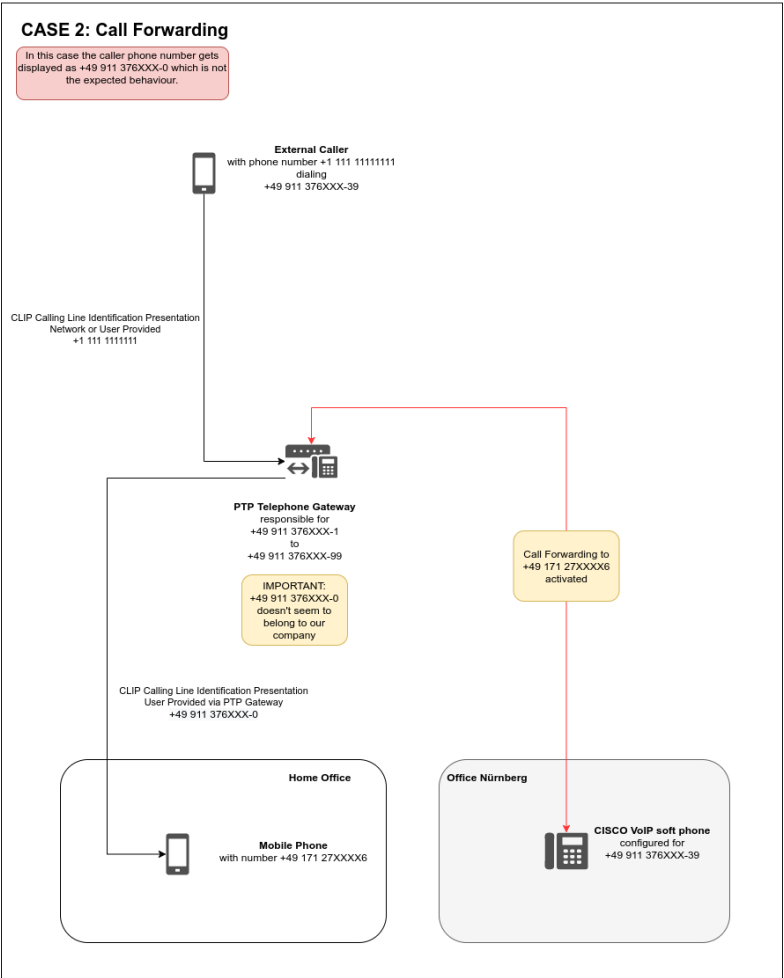 CASE 2: Call Forwarding
In this case the caller phone number gets
displayed as +49 911 376XXX-0 which is not
the expected behaviour.
External Caller
with phone number +1 111 11111111
dialing
+49 911 376XXX-39
CLIP Calling Line Identification Presentation
Network or User Provided
+1 111 1111111
PTP Telephone Gateway
responsible for
+49 911 376XXX-1
to
+49 911 376XXX-99
IMPORTANT:
+49 911 376XXX-0
doesn't seem to
belong to our
company
Call Forwarding to
+49 171 27XXXX6
activated
CLIP Calling Line Identification Presentation
User Provided via PTP Gateway
+49 911 376XXX-0
Home Office
Mobile Phone
with number +49 171 27XXXX6
Office Nürnberg
CISCO VoIP soft phone
configured for
+49 911 376XXX-39